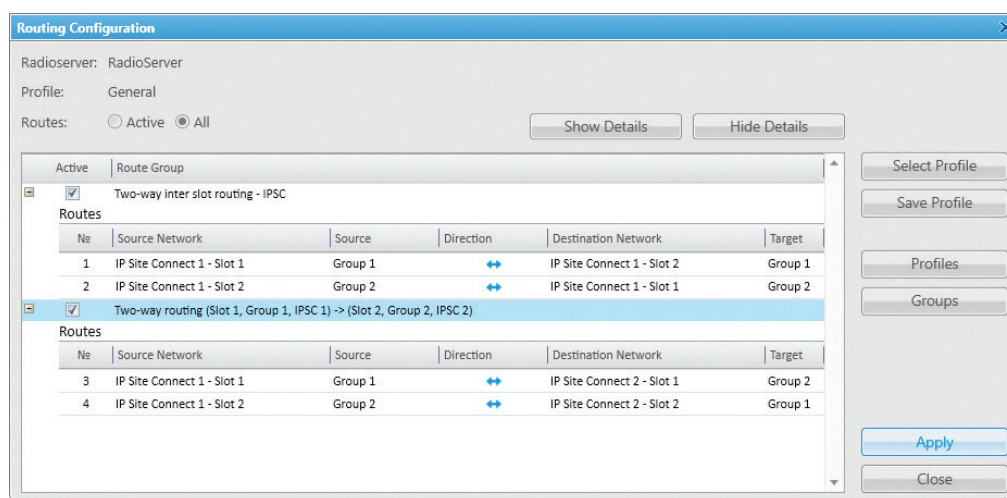 Routing Configuration
Radioserver: RadioServer
Profile: General
Routes: Active All
Show Details Hide Details
Active Route Group
Select Profile
Two-way inter slot routing - IPSC
Save Profile
Routes
№ Source Network Source Direction Destination Network Target
1 IP Site Connect 1 - Slot 1 Group 1 IP Site Connect 1 - Slot 2 Group 1
Profiles
2 IP Site Connect 1 - Slot 2 Group 2 IP Site Connect 1 - Slot 1 Group 2
Groups
Two-way routing (Slot 1, Group 1, IPSC 1) -> (Slot 2, Group 2, IPSC 2)
Routes
№ Source Network Source Direction Destination Network Target
3 IP Site Connect 1 - Slot 1 Group 1 IP Site Connect 2 - Slot 1 Group 2
4 IP Site Connect 1 - Slot 2 Group 2 IP Site Connect 2 - Slot 2 Group 1
Apply
Close